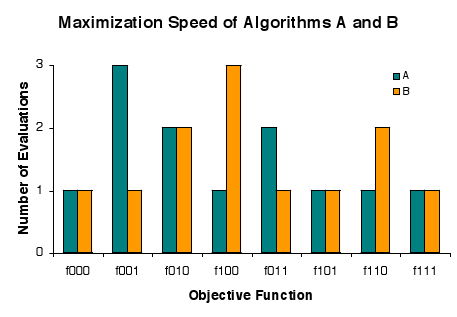 Maximization Speed of Algorithms A and B
Number of Evaluations
3
2
1
0
A
B
f000 f001 f010 f100 f011 f101 f110 f111
Objective Function